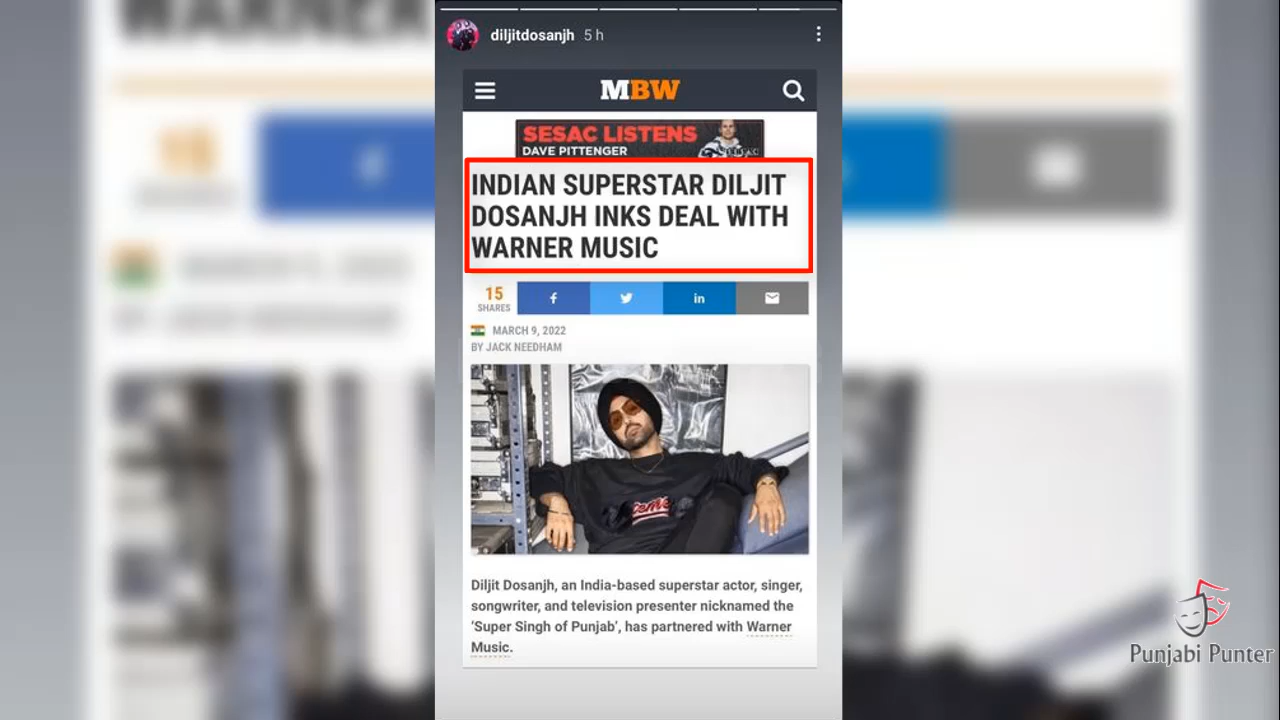 diljitdosanjh 5 h
MBW
SESAC LISTENS
DAVE PITTENGER
INDIAN SUPERSTAR DILJIT
DOSANJH INKS DEAL WITH
WARNER MUSIC
15
SHARES
MARCH 9, 2022
BY JACK NEEDHAM
Diljit Dosanjh, an India-based superstar actor, singer,
songwriter, and television presenter nicknamed the
‘Super Singh of Punjab’, has partnered with Warner
Music.
Punjabi Punter